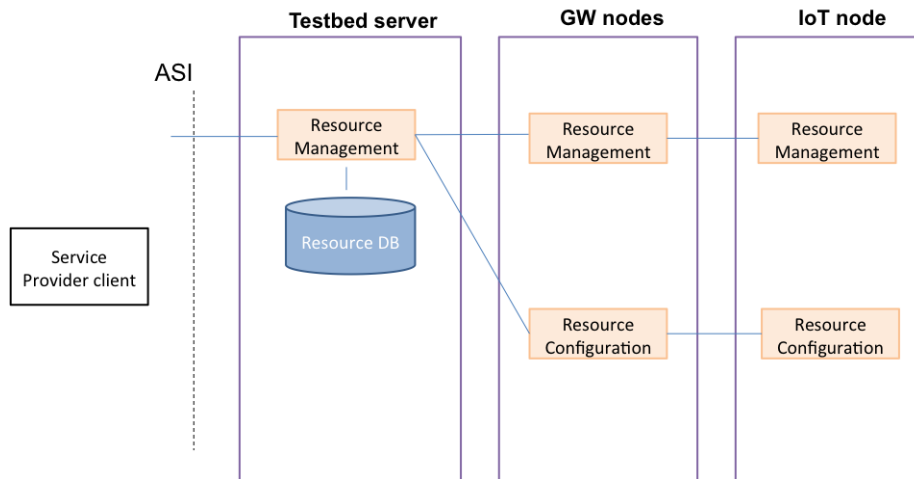 Testbed server
GW nodes
IoT node
ASI
Resource
Management
Resource
Management
Resource
Management
Resource DB
Service
Provider client
Resource
Configuration
Resource
Configuration